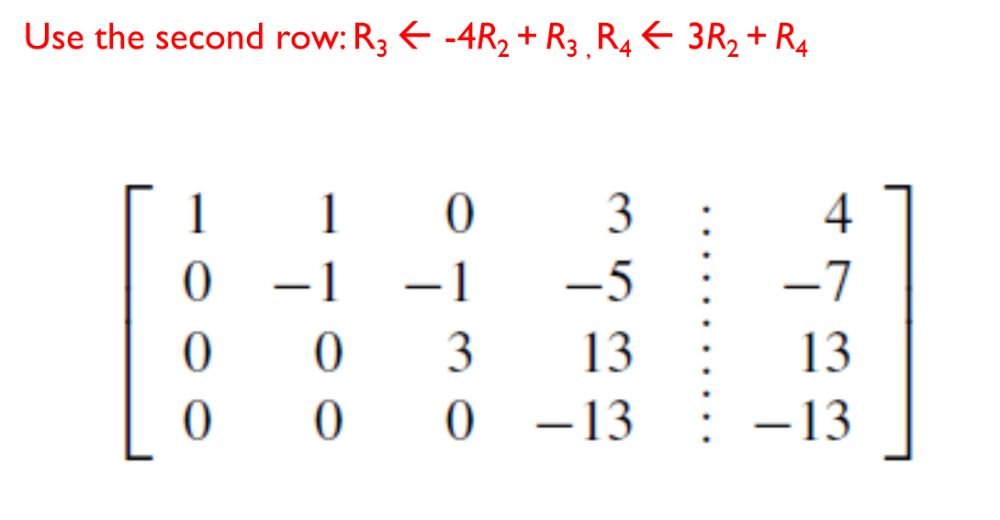 Use the second row: R₃ ← -4R₂ + R₃ , R₄ ← 3R₂ + R₄
1 1 0 3 ⋮ 4
0 −1 −1 −5 ⋮ −7
0 0 3 13 ⋮ 13
0 0 0 −13 ⋮ −13